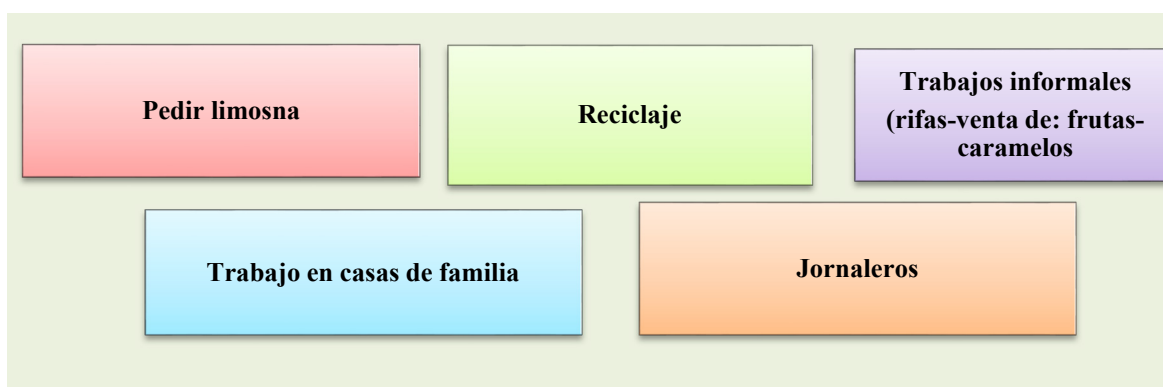 Pedir limosna
Reciclaje
Trabajos informales
(rifas-venta de: frutas-
caramelos
Trabajo en casas de familia
Jornaleros